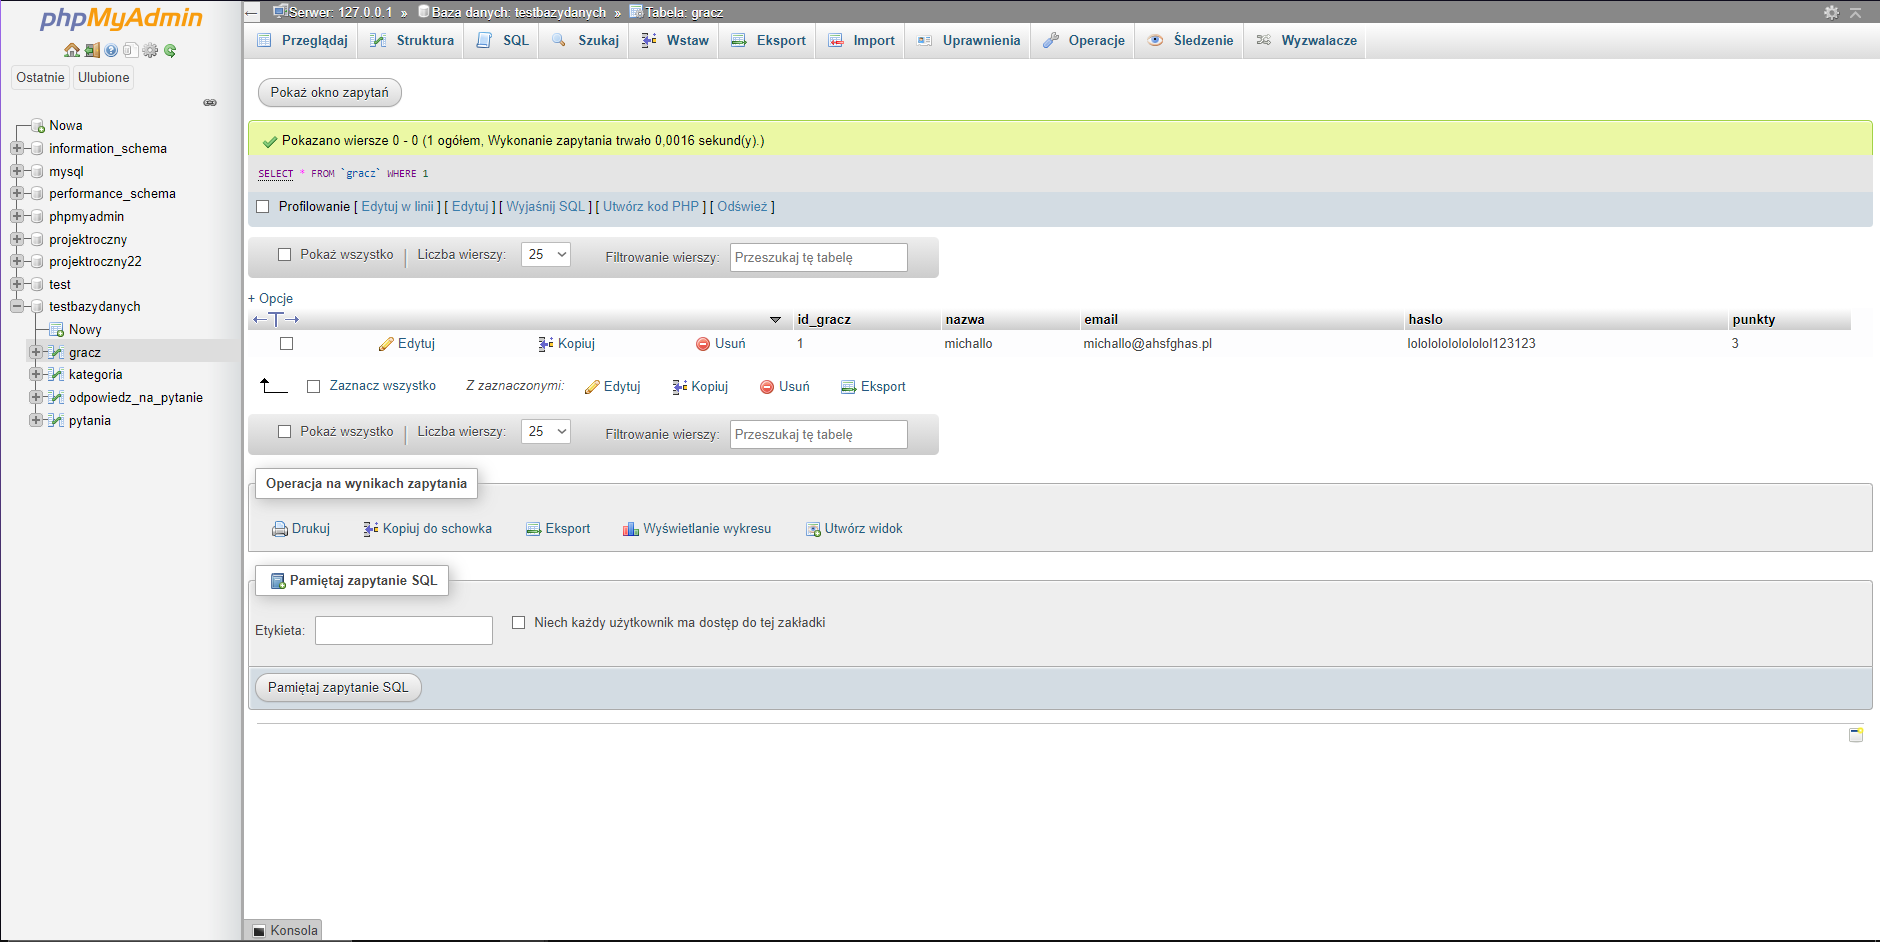 phpMyAdmin
Ostatnie Ulubione
Nowa
information_schema
mysql
performance_schema
phpmyadmin
projektroczny
projektroczny22
test
testbazydanych
Nowy
gracz
kategoria
odpowiedz_na_pytanie
pytania
Serwer: 127.0.0.1 » Baza danych: testbazydanych » Tabela: gracz
Przeglądaj Struktura SQL Szukaj Wstaw Eksport Import Uprawnienia Operacje Śledzenie Wyzwalacze
Pokaż okno zapytań
Pokazano wiersze 0 - 0 (1 ogółem, Wykonanie zapytania trwało 0,0016 sekund(y).)
SELECT * FROM `gracz` WHERE 1
Profilowanie [ Edytuj w linii ] [ Edytuj ] [ Wyjaśnij SQL ] [ Utwórz kod PHP ] [ Odśwież ]
Pokaż wszystko | Liczba wierszy: 25 Filtrowanie wierszy: Przeszukaj tę tabelę
+ Opcje
←T→ id_gracz nazwa email haslo punkty
Edytuj Kopiuj Usuń 1 michallo michallo@ahsfghas.pl lolololololololol123123 3
Zaznacz wszystko Z zaznaczonymi: Edytuj Kopiuj Usuń Eksport
Pokaż wszystko | Liczba wierszy: 25 Filtrowanie wierszy: Przeszukaj tę tabelę
Operacja na wynikach zapytania
Drukuj Kopiuj do schowka Eksport Wyświetlanie wykresu Utwórz widok
Pamiętaj zapytanie SQL
Etykieta: Niech każdy użytkownik ma dostęp do tej zakładki
Pamiętaj zapytanie SQL
Konsola